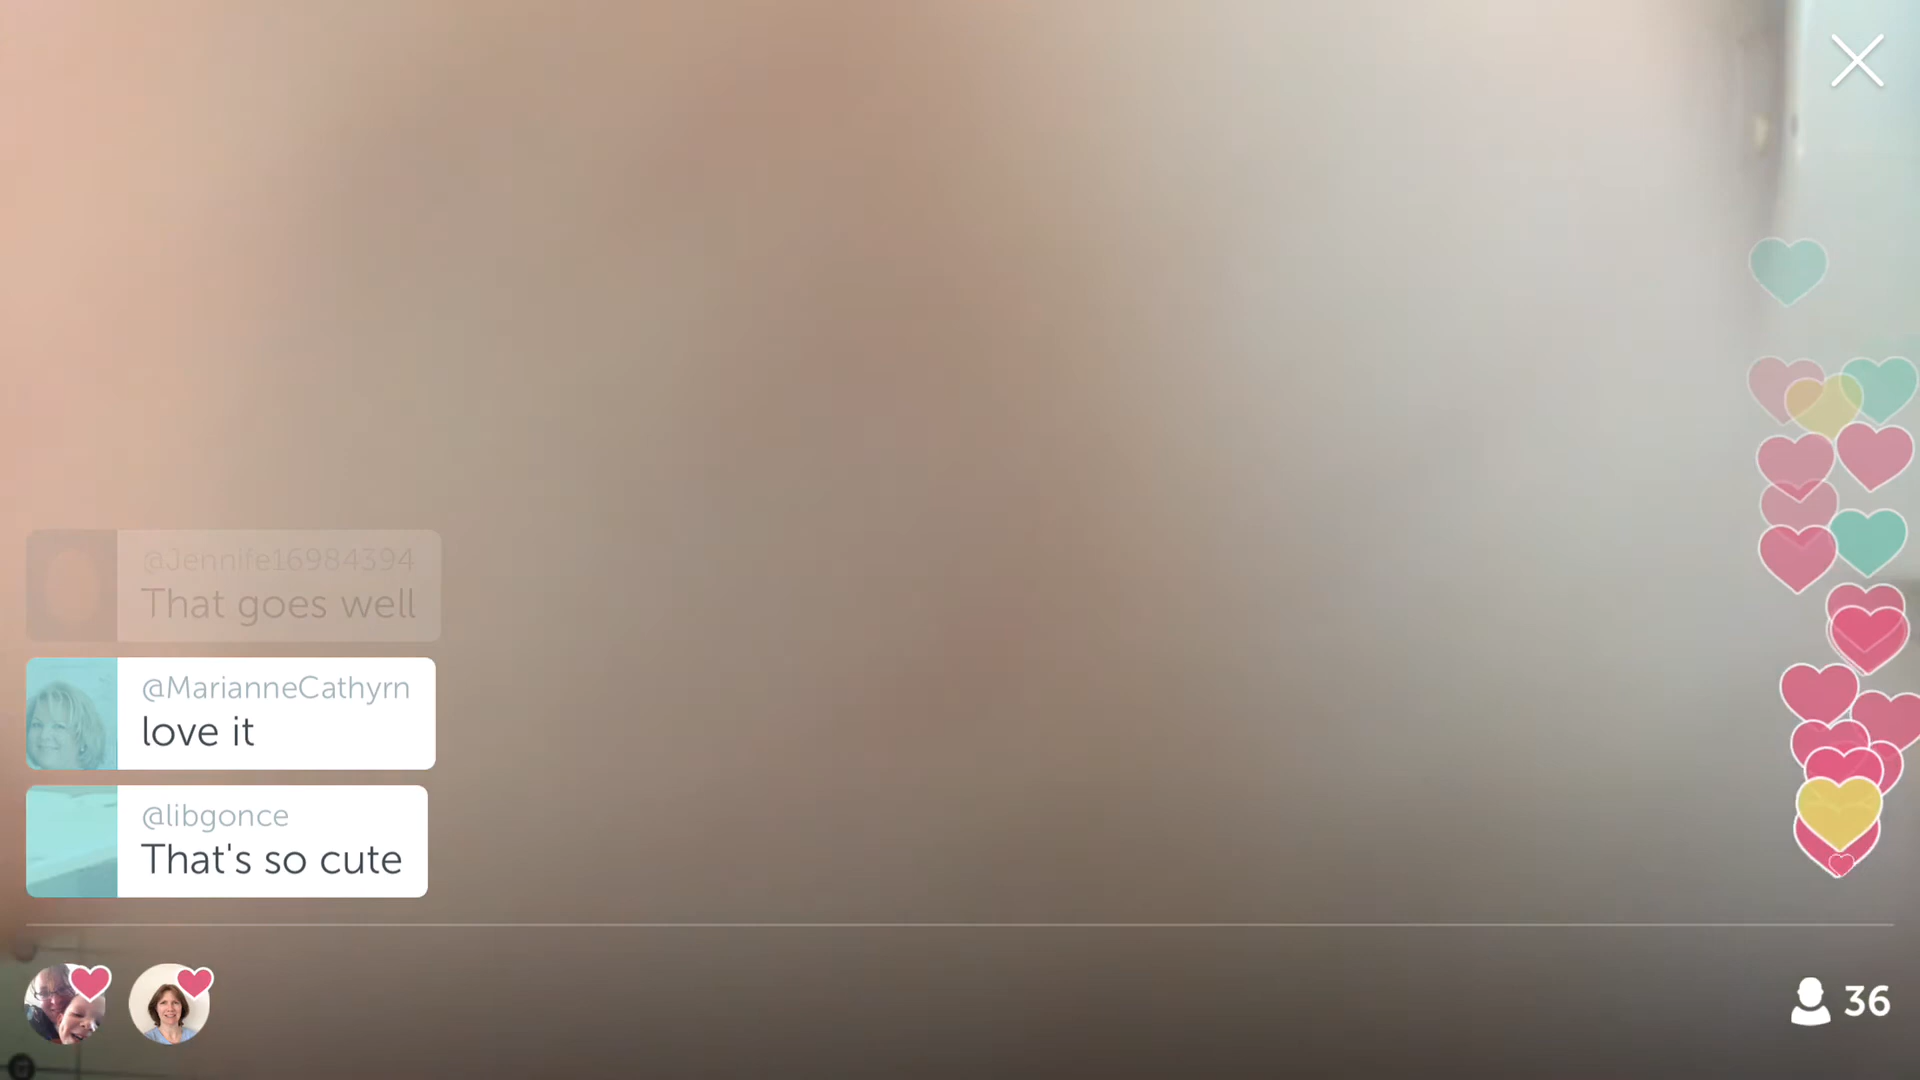 @Jennife16984394
That goes well
@MarianneCathyrn
love it
@libgonce
That's so cute
36